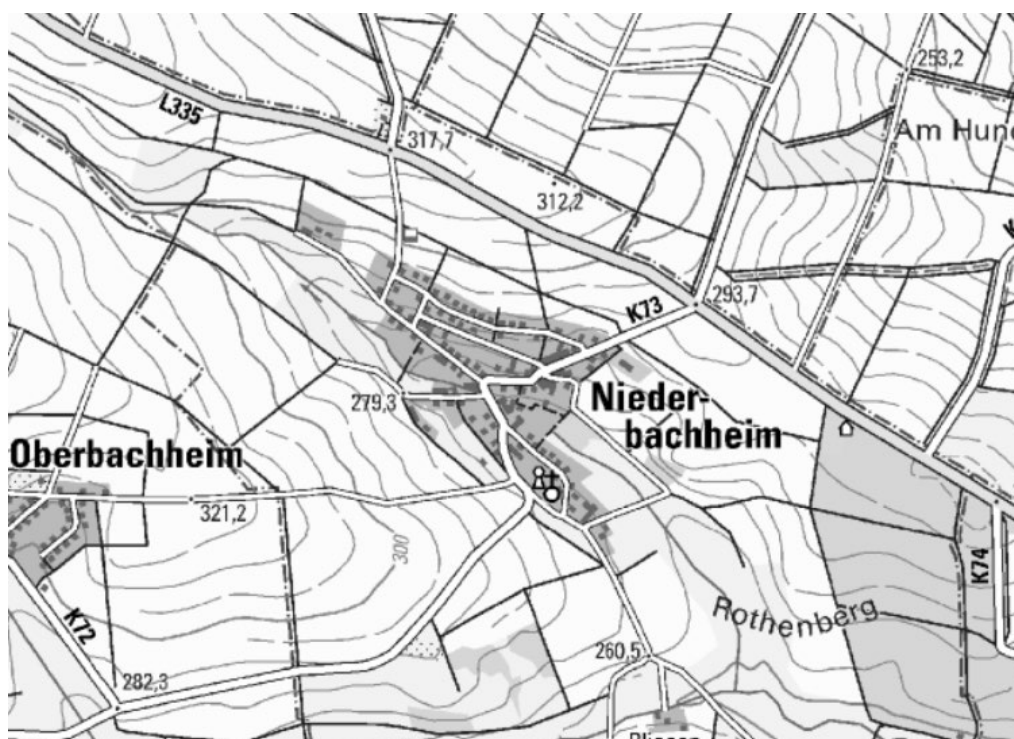 253,2
L335
Am Hund
317,7
312,2
K
293,7
K73
279,3
Nieder-
bachheim
Oberbachheim
321,2
300
K74
K72
Rothenberg
260,5
282,3